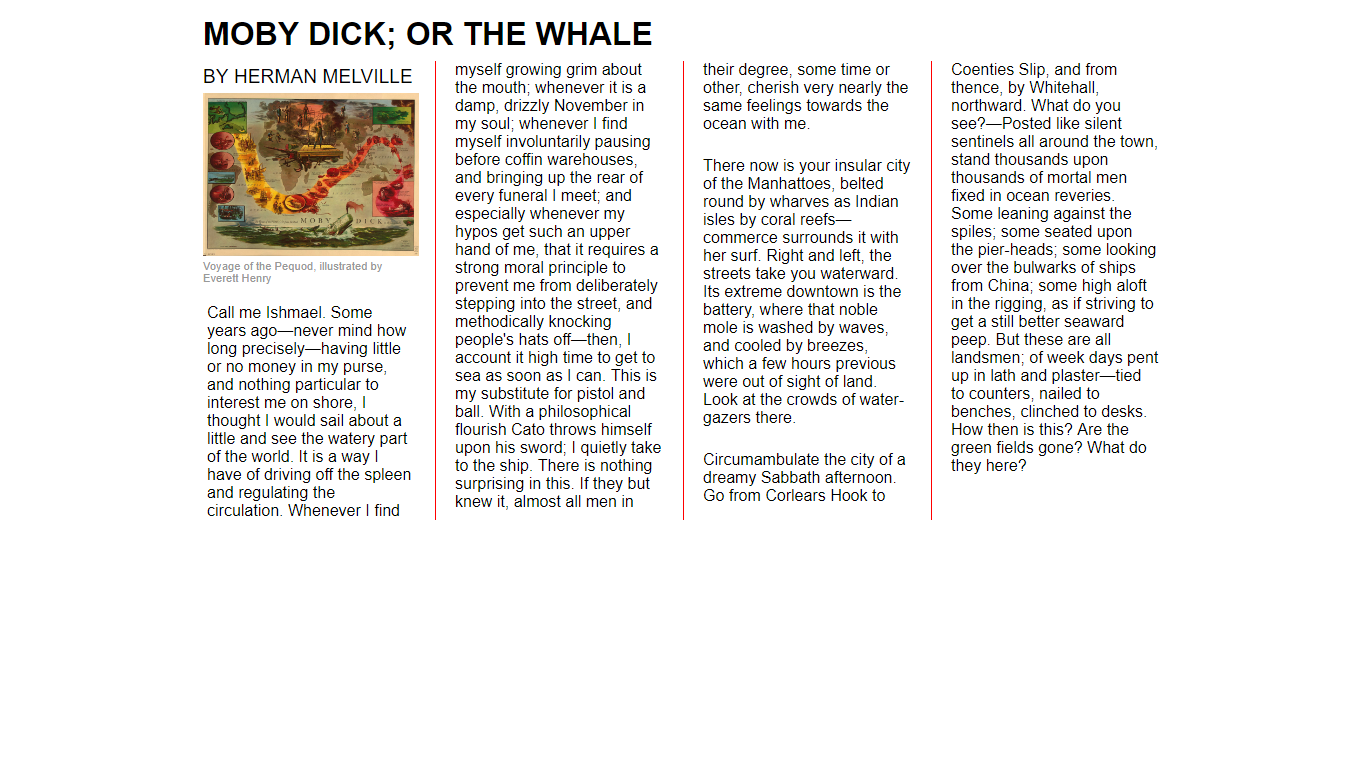 MOBY DICK; OR THE WHALE
BY HERMAN MELVILLE
MOBY DICK
Voyage of the Pequod, illustrated by
Everett Henry
Call me Ishmael. Some
years ago—never mind how
long precisely—having little
or no money in my purse,
and nothing particular to
interest me on shore, I
thought I would sail about a
little and see the watery part
of the world. It is a way I
have of driving off the spleen
and regulating the
circulation. Whenever I find
myself growing grim about
the mouth; whenever it is a
damp, drizzly November in
my soul; whenever I find
myself involuntarily pausing
before coffin warehouses,
and bringing up the rear of
every funeral I meet; and
especially whenever my
hypos get such an upper
hand of me, that it requires a
strong moral principle to
prevent me from deliberately
stepping into the street, and
methodically knocking
people's hats off—then, I
account it high time to get to
sea as soon as I can. This is
my substitute for pistol and
ball. With a philosophical
flourish Cato throws himself
upon his sword; I quietly take
to the ship. There is nothing
surprising in this. If they but
knew it, almost all men in
their degree, some time or
other, cherish very nearly the
same feelings towards the
ocean with me.
There now is your insular city
of the Manhattoes, belted
round by wharves as Indian
isles by coral reefs—
commerce surrounds it with
her surf. Right and left, the
streets take you waterward.
Its extreme downtown is the
battery, where that noble
mole is washed by waves,
and cooled by breezes,
which a few hours previous
were out of sight of land.
Look at the crowds of water-
gazers there.
Circumambulate the city of a
dreamy Sabbath afternoon.
Go from Corlears Hook to
Coenties Slip, and from
thence, by Whitehall,
northward. What do you
see?—Posted like silent
sentinels all around the town,
stand thousands upon
thousands of mortal men
fixed in ocean reveries.
Some leaning against the
spiles; some seated upon
the pier-heads; some looking
over the bulwarks of ships
from China; some high aloft
in the rigging, as if striving to
get a still better seaward
peep. But these are all
landsmen; of week days pent
up in lath and plaster—tied
to counters, nailed to
benches, clinched to desks.
How then is this? Are the
green fields gone? What do
they here?